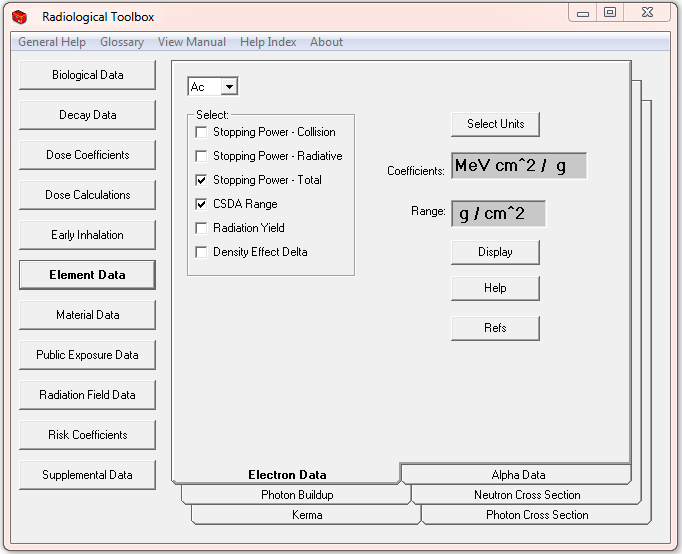 Radiological Toolbox
General Help Glossary View Manual Help Index About
Biological Data
Decay Data
Dose Coefficients
Dose Calculations
Early Inhalation
Element Data
Material Data
Public Exposure Data
Radiation Field Data
Risk Coefficients
Supplemental Data
Ac
Select:
Stopping Power - Collision
Stopping Power - Radiative
Stopping Power - Total
CSDA Range
Radiation Yield
Density Effect Delta
Select Units
Coefficients: MeV cm^2 / g
Range: g / cm^2
Display
Help
Refs
Electron Data Alpha Data
Photon Buildup Neutron Cross Section
Kerma Photon Cross Section